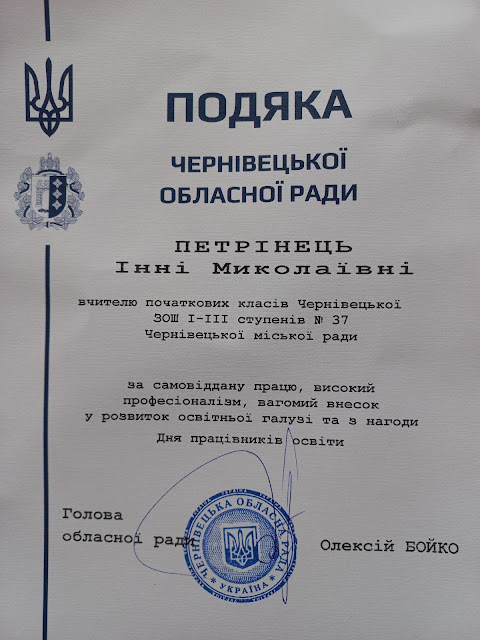 ПОДЯКА
ЧЕРНІВЕЦЬКОЇ
ОБЛАСНОЇ РАДИ
ПЕТРІНЕЦЬ
Інні Миколаївні
вчителю початкових класів Чернівецької
ЗОШ І-ІІІ ступенів № 37
Чернівецької міської ради
за самовіддану працю, високий
професіоналізм, вагомий внесок
у розвиток освітньої галузі та з нагоди
Дня працівників освіти
Голова
обласної ради
Олексій БОЙКО
ЧЕРНІВЕЦЬКА ОБЛАСНА РАДА
* УКРАЇНА *